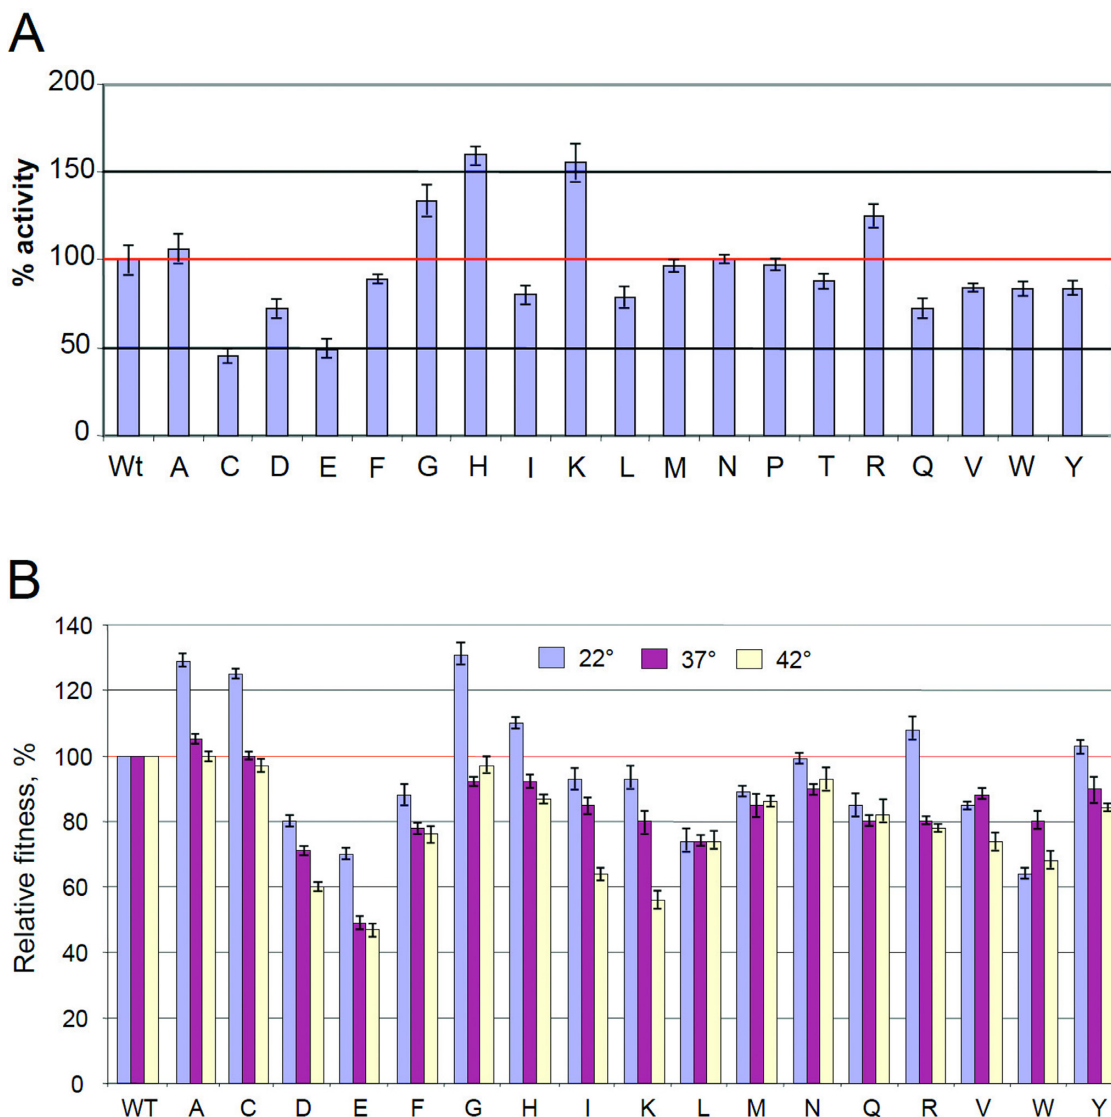 A
% activity
200
150
100
50
0
Wt A C D E F G H I K L M N P T R Q V W Y
B
Relative fitness, %
140
120
100
80
60
40
20
0
22° 37° 42°
WT A C D E F G H I K L M N Q R V W Y